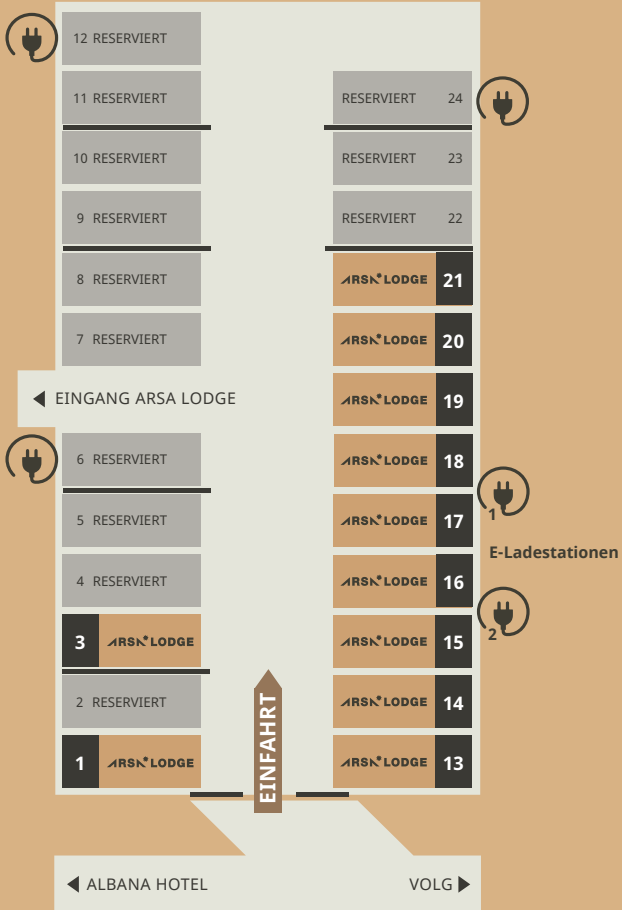 12 RESERVIERT
11 RESERVIERT
RESERVIERT 24
10 RESERVIERT
RESERVIERT 23
9 RESERVIERT
RESERVIERT 22
8 RESERVIERT
ARSA LODGE 21
7 RESERVIERT
ARSA LODGE 20
EINGANG ARSA LODGE
ARSA LODGE 19
6 RESERVIERT
ARSA LODGE 18
1
5 RESERVIERT
ARSA LODGE 17
E-Ladestationen
4 RESERVIERT
ARSA LODGE 16
2
3 ARSA LODGE
ARSA LODGE 15
2 RESERVIERT
ARSA LODGE 14
1 ARSA LODGE
EINFAHRT
ARSA LODGE 13
ALBANA HOTEL
VOLG